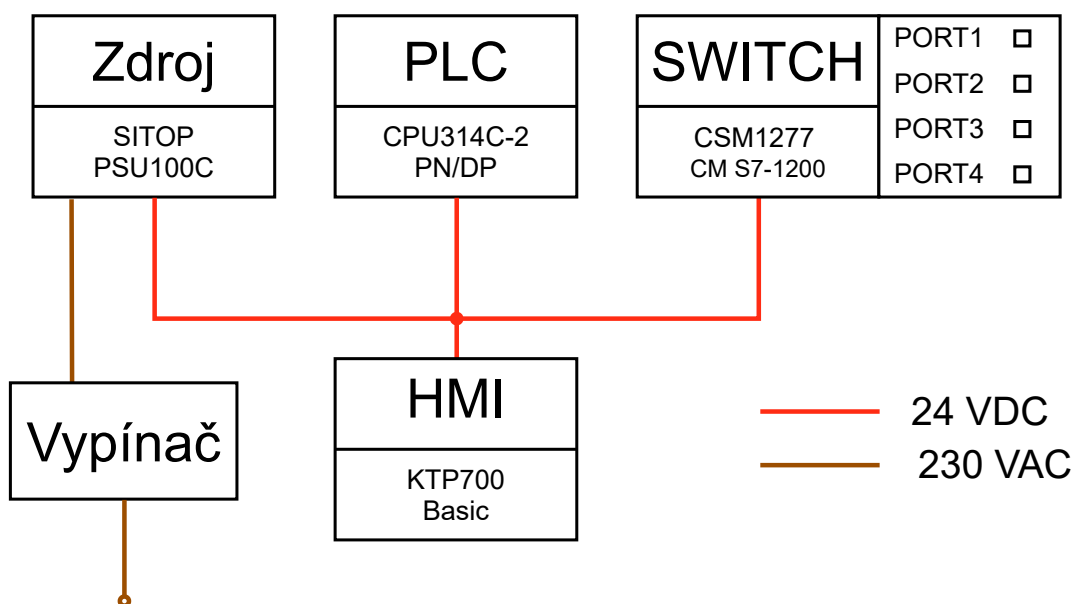 Zdroj
SITOP
PSU100C
PLC
CPU314C-2
PN/DP
SWITCH
CSM1277
CM S7-1200
PORT1
PORT2
PORT3
PORT4
Vypínač
HMI
KTP700
Basic
24 VDC
230 VAC